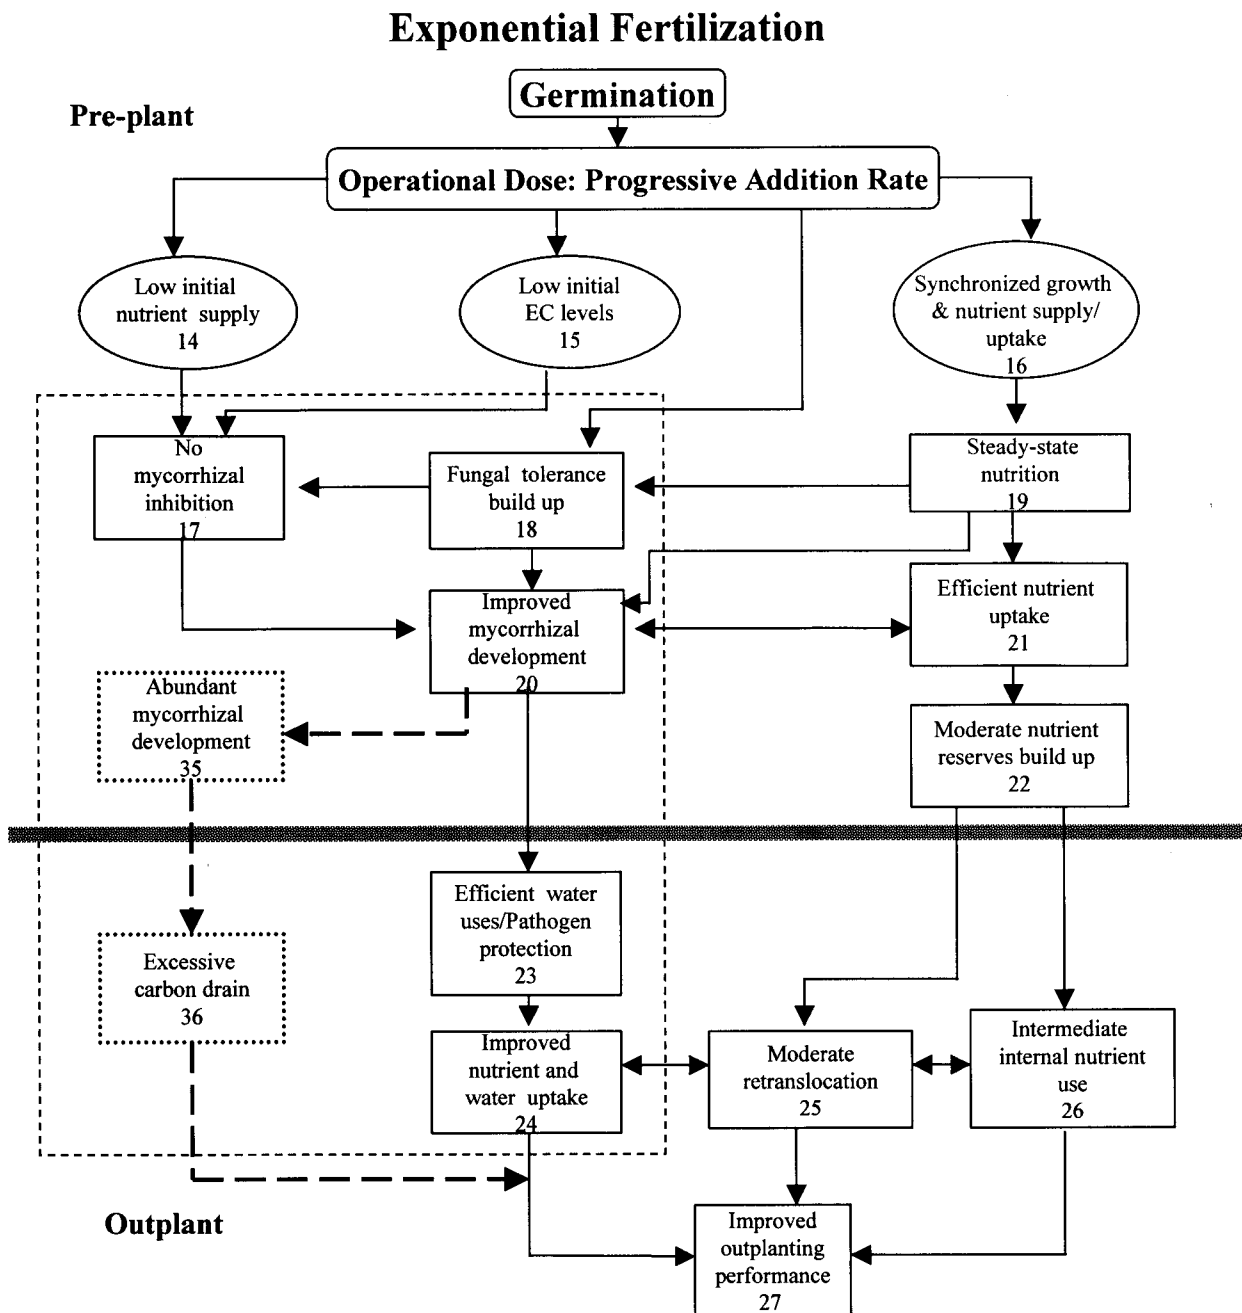 Exponential Fertilization
Germination
Pre-plant
Operational Dose: Progressive Addition Rate
Low initial
nutrient supply
14
Low initial
EC levels
15
Synchronized growth
& nutrient supply/
uptake
16
No
mycorrhizal
inhibition
17
Fungal tolerance
build up
18
Steady-state
nutrition
19
Improved
mycorrhizal
development
20
Efficient nutrient
uptake
21
Abundant
mycorrhizal
development
35
Moderate nutrient
reserves build up
22
Efficient water
uses/Pathogen
protection
23
Excessive
carbon drain
36
Improved
nutrient and
water uptake
24
Moderate
retranslocation
25
Intermediate
internal nutrient
use
26
Outplant
Improved
outplanting
performance
27